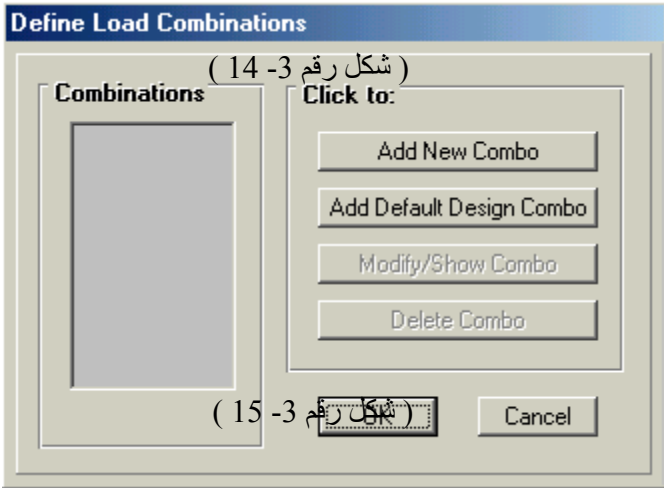 Define Load Combinations
( شكل رقم 3- 14 )
Combinations
Click to:
Add New Combo
Add Default Design Combo
Modify/Show Combo
Delete Combo
( شكل رقم 3- 15 )
OK
Cancel